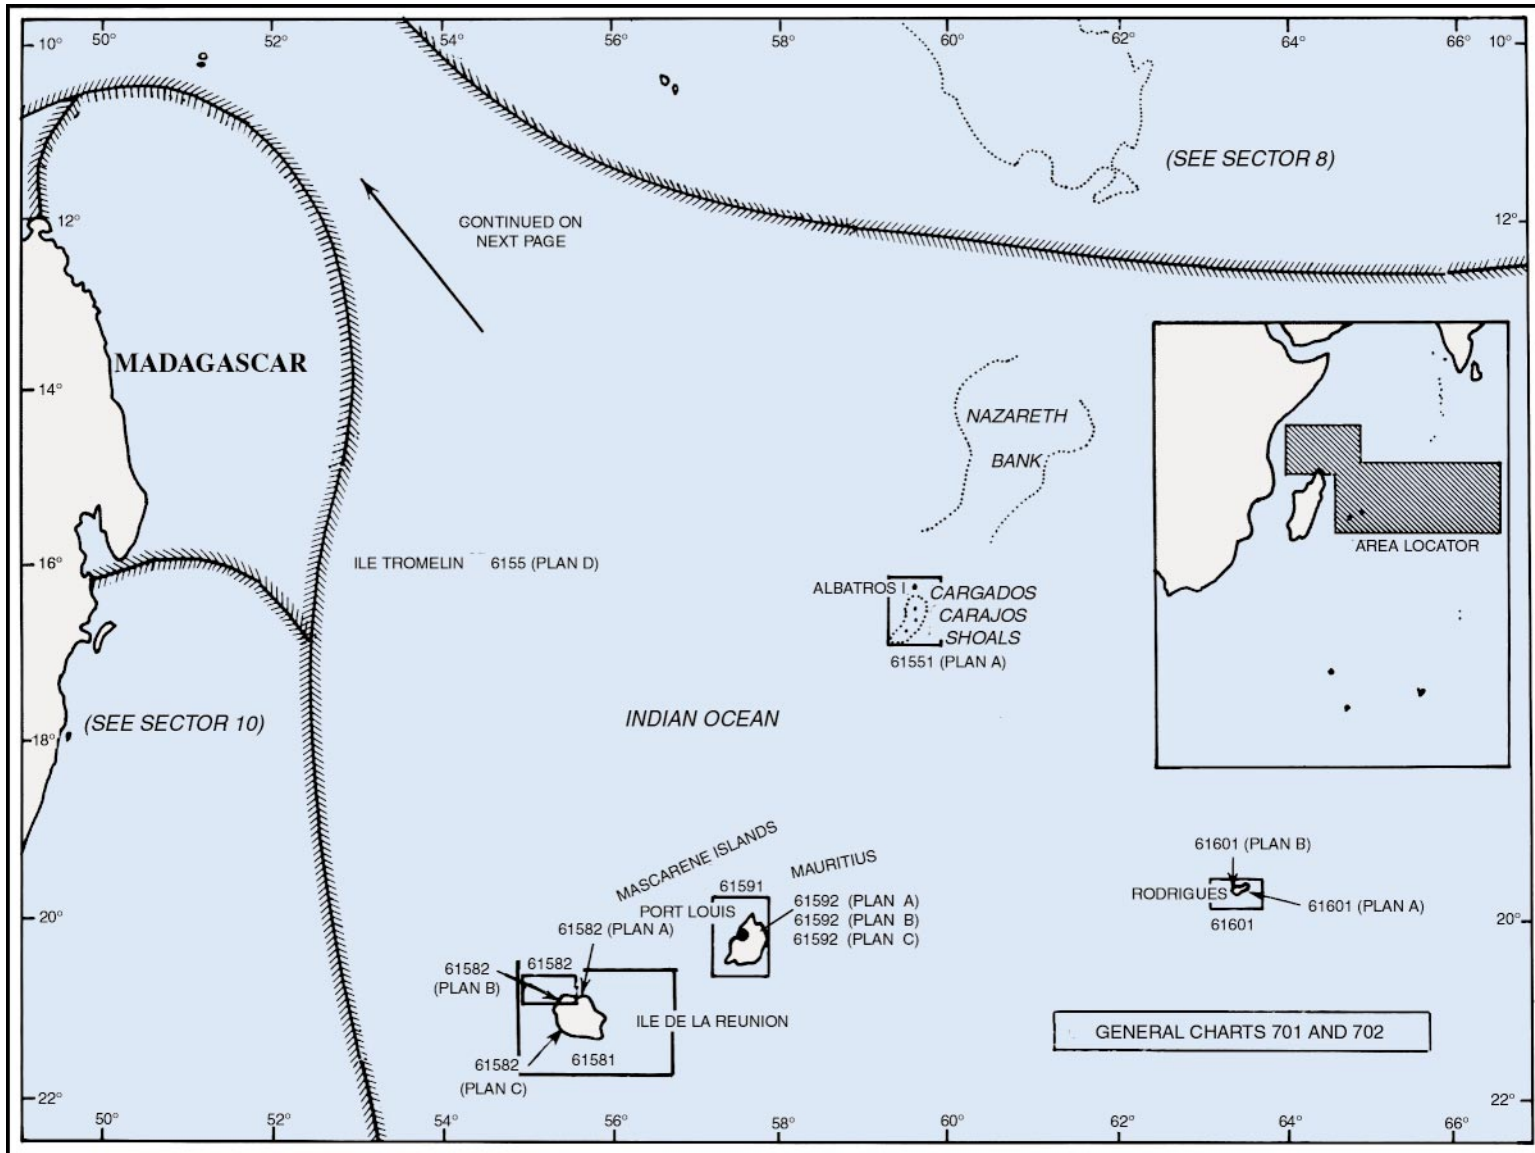 50°
52°
54°
56°
58°
60°
62°
64°
66°
10°
10°
(SEE SECTOR 8)
12°
CONTINUED ON
NEXT PAGE
12°
MADAGASCAR
14°
NAZARETH
BANK
AREA LOCATOR
16°
ILE TROMELIN 6155 (PLAN D)
ALBATROS I
CARGADOS
CARAJOS
SHOALS
61551 (PLAN A)
(SEE SECTOR 10)
INDIAN OCEAN
18°
MASCARENE ISLANDS
MAURITIUS
61591
PORT LOUIS
61592 (PLAN A)
61592 (PLAN B)
61592 (PLAN C)
61601 (PLAN B)
RODRIGUES
61601 (PLAN A)
61601
20°
20°
61582 (PLAN A)
61582
61582
(PLAN B)
ILE DE LA REUNION
61581
61582
(PLAN C)
GENERAL CHARTS 701 AND 702
22°
22°
50°
52°
54°
56°
58°
60°
62°
64°
66°